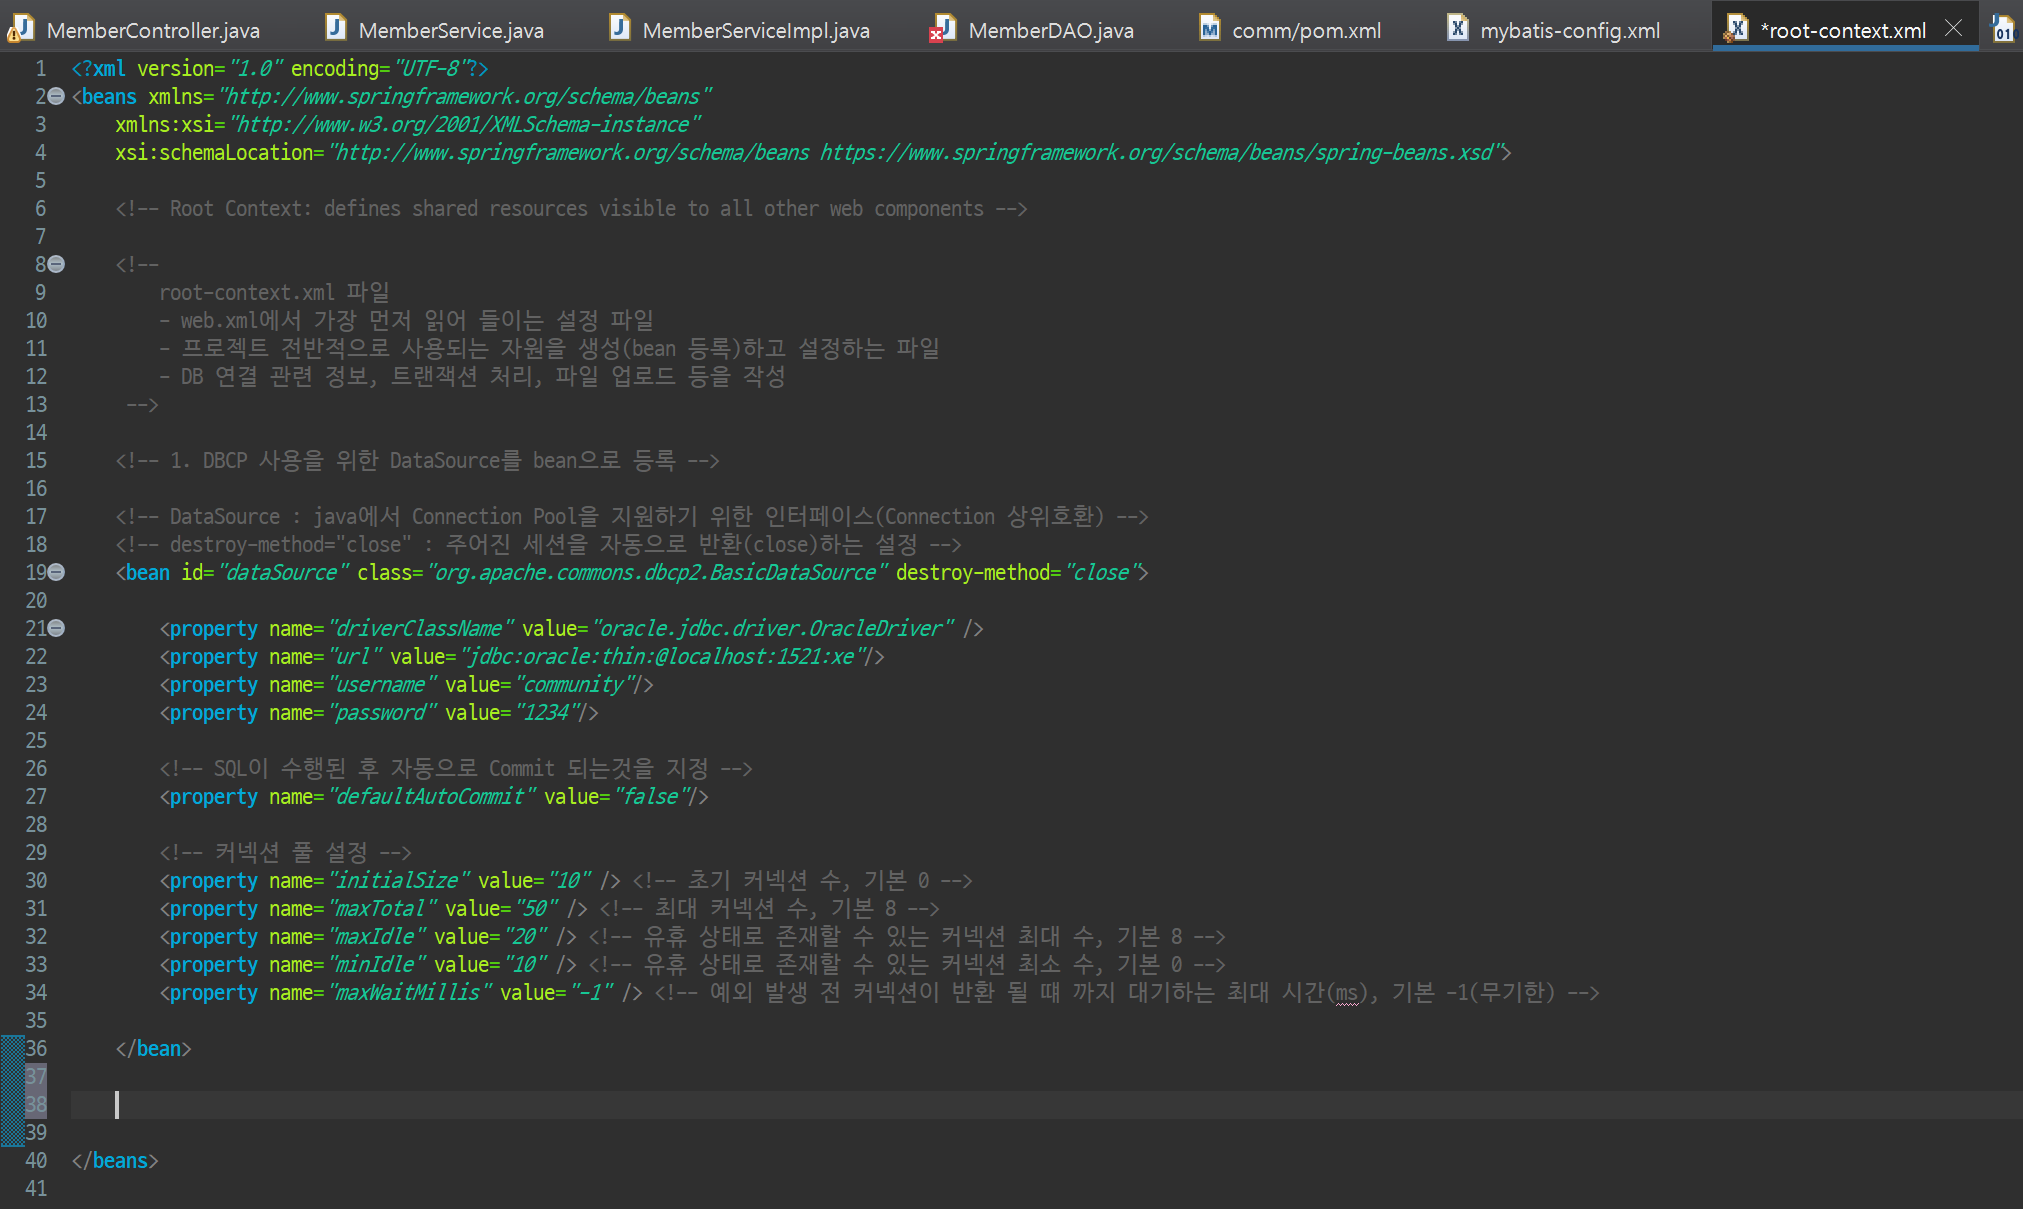 MemberController.java MemberService.java MemberServiceImpl.java MemberDAO.java comm/pom.xml mybatis-config.xml *root-context.xml
1 <?xml version="1.0" encoding="UTF-8"?>
2 <beans xmlns="http://www.springframework.org/schema/beans"
3 xmlns:xsi="http://www.w3.org/2001/XMLSchema-instance"
4 xsi:schemaLocation="http://www.springframework.org/schema/beans https://www.springframework.org/schema/beans/spring-beans.xsd">
5
6 <!-- Root Context: defines shared resources visible to all other web components -->
7
8 <!--
9 root-context.xml 파일
10 - web.xml에서 가장 먼저 읽어 들이는 설정 파일
11 - 프로젝트 전반적으로 사용되는 자원을 생성(bean 등록)하고 설정하는 파일
12 - DB 연결 관련 정보, 트랜잭션 처리, 파일 업로드 등을 작성
13 -->
14
15 <!-- 1. DBCP 사용을 위한 DataSource를 bean으로 등록 -->
16
17 <!-- DataSource : java에서 Connection Pool을 지원하기 위한 인터페이스(Connection 상위호환) -->
18 <!-- destroy-method="close" : 주어진 세션을 자동으로 반환(close)하는 설정 -->
19 <bean id="dataSource" class="org.apache.commons.dbcp2.BasicDataSource" destroy-method="close">
20
21 <property name="driverClassName" value="oracle.jdbc.driver.OracleDriver" />
22 <property name="url" value="jdbc:oracle:thin:@localhost:1521:xe"/>
23 <property name="username" value="community"/>
24 <property name="password" value="1234"/>
25
26 <!-- SQL이 수행된 후 자동으로 Commit 되는것을 지정 -->
27 <property name="defaultAutoCommit" value="false"/>
28
29 <!-- 커넥션 풀 설정 -->
30 <property name="initialSize" value="10" /> <!-- 초기 커넥션 수, 기본 0 -->
31 <property name="maxTotal" value="50" /> <!-- 최대 커넥션 수, 기본 8 -->
32 <property name="maxIdle" value="20" /> <!-- 유휴 상태로 존재할 수 있는 커넥션 최대 수, 기본 8 -->
33 <property name="minIdle" value="10" /> <!-- 유휴 상태로 존재할 수 있는 커넥션 최소 수, 기본 0 -->
34 <property name="maxWaitMillis" value="-1" /> <!-- 예외 발생 전 커넥션이 반환 될 떄 까지 대기하는 최대 시간(ms), 기본 -1(무기한) -->
35
36 </bean>
37
38
39
40 </beans>
41